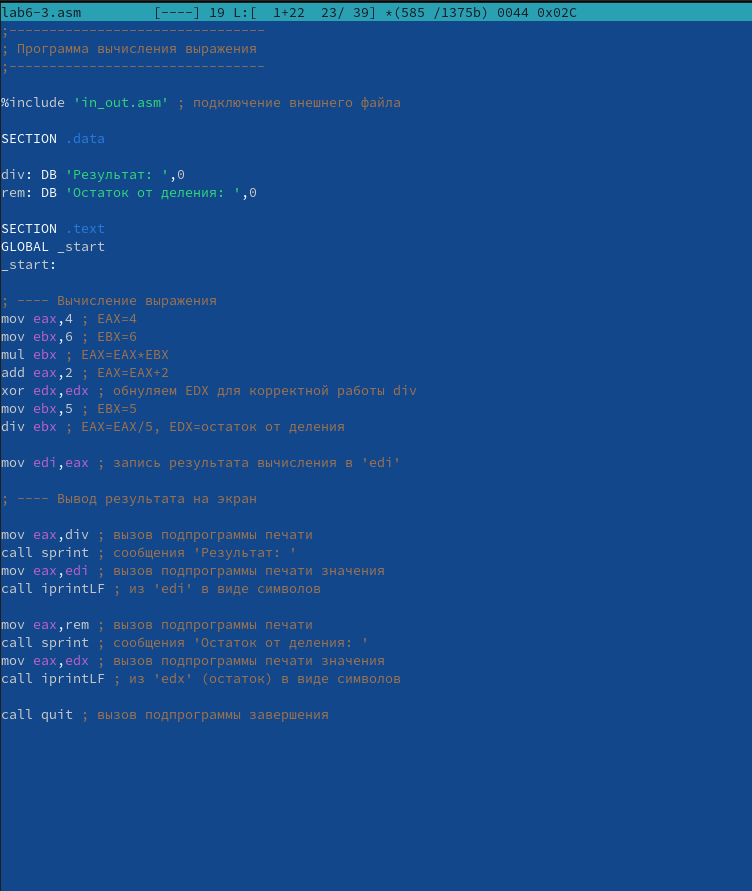 lab6-3.asm         [----] 19 L:[  1+22  23/ 39] *(585 /1375b) 0044 0x02C
;--------------------------------
; Программа вычисления выражения
;--------------------------------
%include 'in_out.asm' ; подключение внешнего файла
SECTION .data
div: DB 'Результат: ',0
rem: DB 'Остаток от деления: ',0
SECTION .text
GLOBAL _start
_start:
; ---- Вычисление выражения
mov eax,4 ; EAX=4
mov ebx,6 ; EBX=6
mul ebx ; EAX=EAX*EBX
add eax,2 ; EAX=EAX+2
xor edx,edx ; обнуляем EDX для корректной работы div
mov ebx,5 ; EBX=5
div ebx ; EAX=EAX/5, EDX=остаток от деления
mov edi,eax ; запись результата вычисления в 'edi'
; ---- Вывод результата на экран
mov eax,div ; вызов подпрограммы печати
call sprint ; сообщения 'Результат: '
mov eax,edi ; вызов подпрограммы печати значения
call iprintLF ; из 'edi' в виде символов
mov eax,rem ; вызов подпрограммы печати
call sprint ; сообщения 'Остаток от деления: '
mov eax,edx ; вызов подпрограммы печати значения
call iprintLF ; из 'edx' (остаток) в виде символов
call quit ; вызов подпрограммы завершения